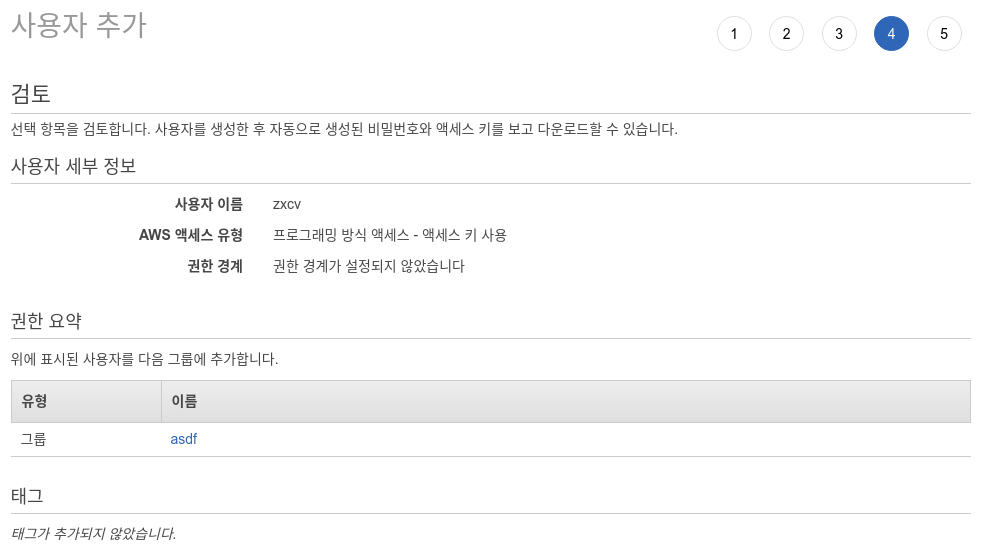 사용자 추가
1 2 3 4 5
검토
선택 항목을 검토합니다. 사용자를 생성한 후 자동으로 생성된 비밀번호와 액세스 키를 보고 다운로드할 수 있습니다.
사용자 세부 정보
사용자 이름 zxcv
AWS 액세스 유형 프로그래밍 방식 액세스 - 액세스 키 사용
권한 경계 권한 경계가 설정되지 않았습니다
권한 요약
위에 표시된 사용자를 다음 그룹에 추가합니다.
유형 이름
그룹 asdf
태그
태그가 추가되지 않았습니다.